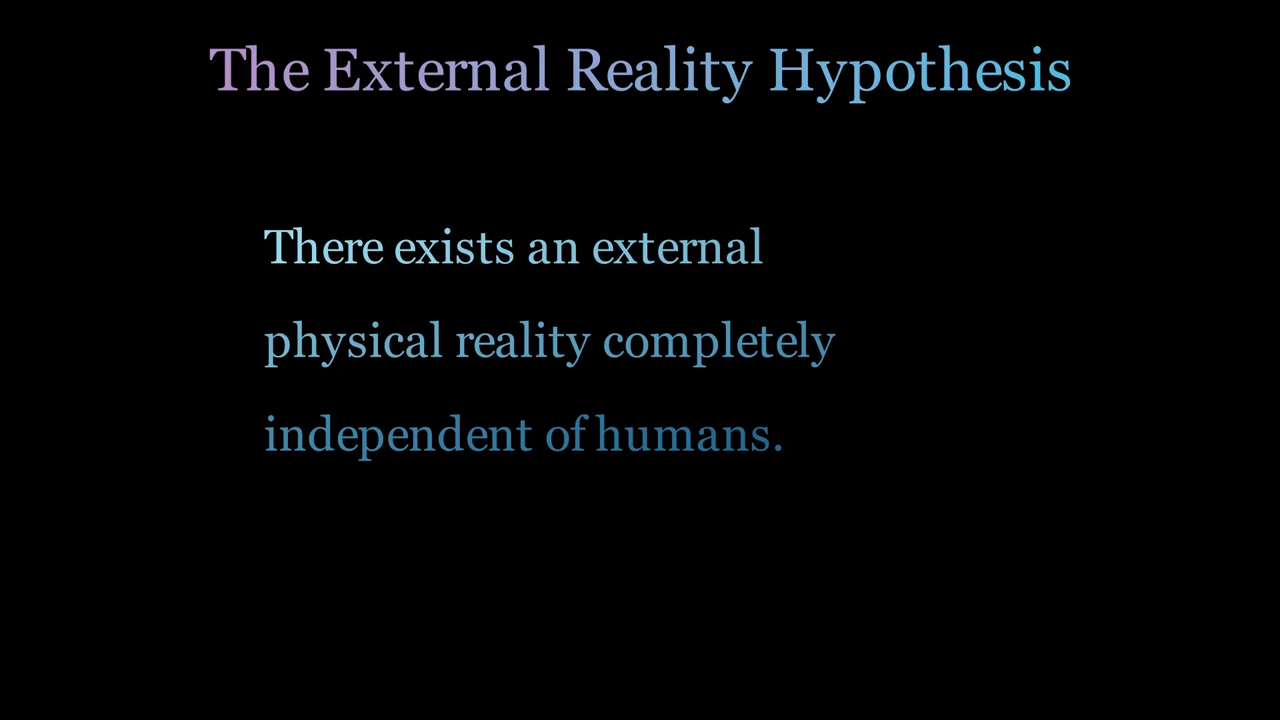 The External Reality Hypothesis
There exists an external
physical reality completely
independent of humans.